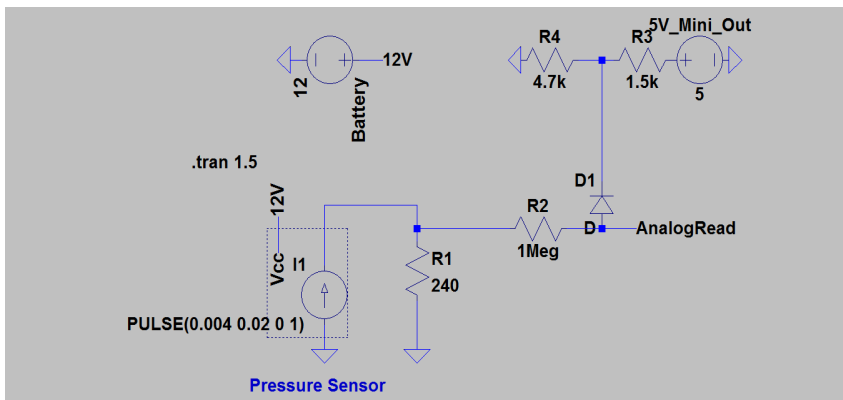 5V_Mini_Out
R4
R3
12V
4.7k
1.5k
5
12
Battery
.tran 1.5
D1
12V
R2
D
AnalogRead
Vcc
I1
R1
1Meg
240
PULSE(0.004 0.02 0 1)
Pressure Sensor